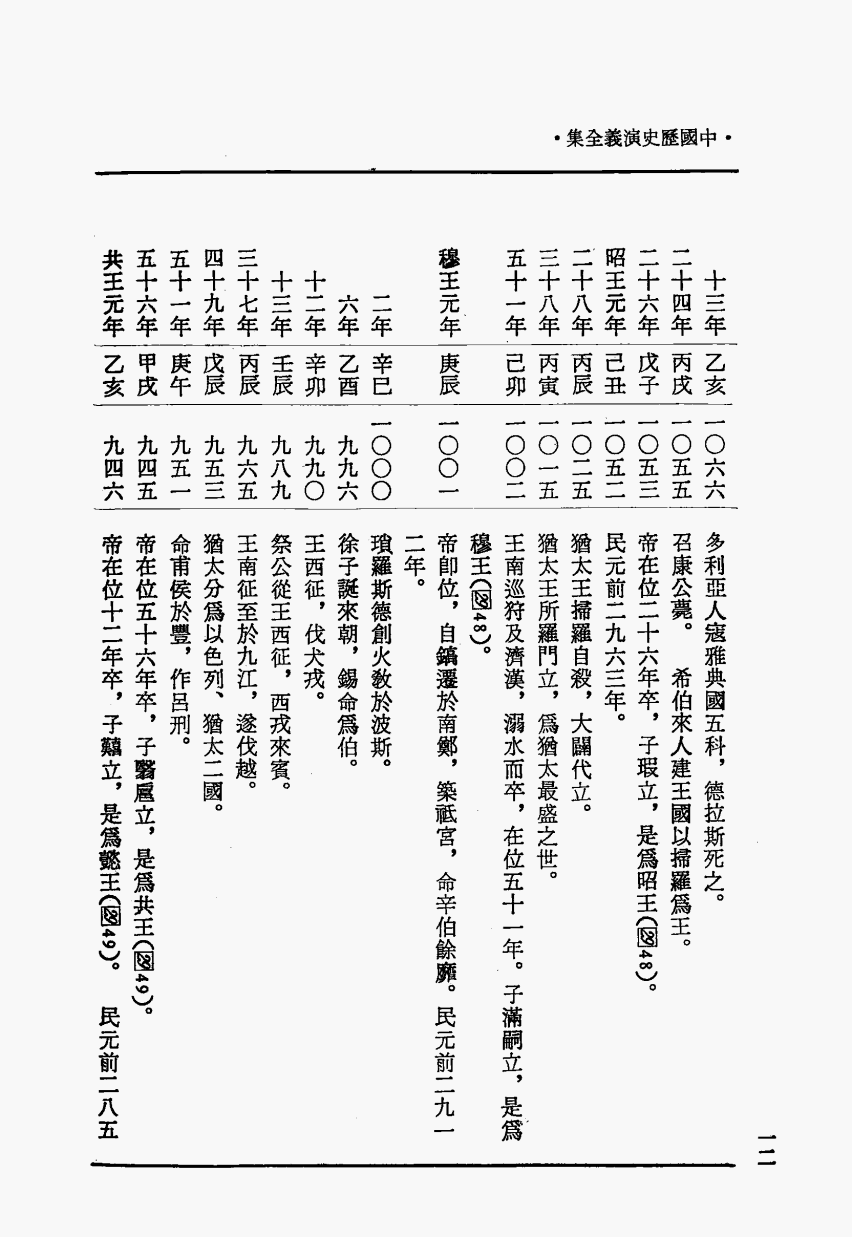 ·中國歷史演義全集·
十三年 乙亥 一〇六六 多利亞人寇雅典國五科，德拉斯死之。
二十四年 丙戌 一〇五五 召康公薨。 希伯來人建王國以掃羅爲王。
二十六年 戊子 一〇五三 帝在位二十六年卒，子瑕立，是爲昭王(圖48)。
昭王元年 己丑 一〇五二 民元前二九六三年。
二十八年 丙辰 一〇二五 猶太王掃羅自殺，大闢代立。
三十八年 丙寅 一〇一五 猶太王所羅門立，爲猶太最盛之世。
五十一年 己卯 一〇〇二 王南巡狩及濟漢，溺水而卒，在位五十一年。子滿嗣立，是爲
穆王(圖48)。
穆王元年 庚辰 一〇〇一 帝卽位，自鎬遷於南鄭，築祇宮，命辛伯餘靡。民元前二九一
二年。
二年 辛巳 一〇〇〇 瑣羅斯德創火教於波斯。
六年 乙酉 九九六 徐子誕來朝，錫命爲伯。
十二年 辛卯 九九〇 王西征，伐犬戎。
十三年 壬辰 九八九 祭公從王西征，西戎來賓。
三十七年 丙辰 九六五 王南征至於九江，遂伐越。
四十九年 戊辰 九五三 猶太分爲以色列、猶太二國。
五十一年 庚午 九五一 命甫侯於豐，作呂刑。
五十六年 甲戌 九四五 帝在位五十六年卒，子翳扈立，是爲共王(圖49)。
共王元年 乙亥 九四六 帝在位十二年卒，子囏立，是爲懿王(圖49)。 民元前二八五
一二